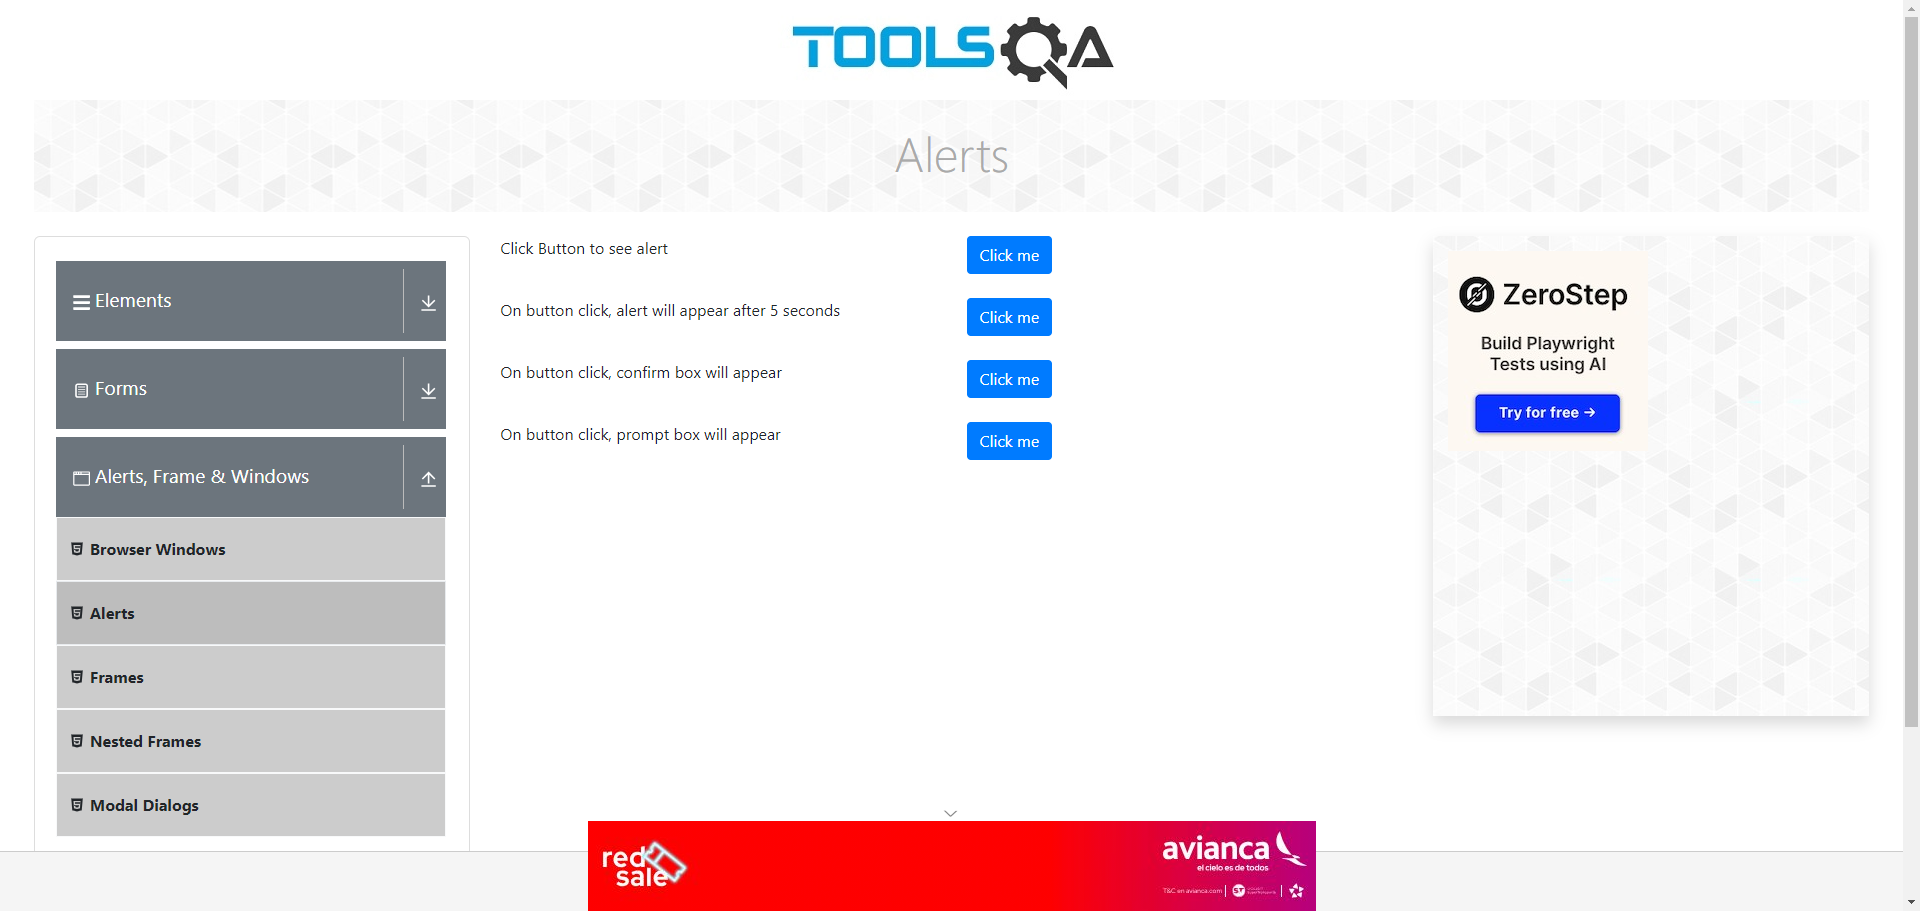 TOOLSQA
Alerts
Elements
Forms
Alerts, Frame & Windows
Browser Windows
Alerts
Frames
Nested Frames
Modal Dialogs
Click Button to see alert
Click me
On button click, alert will appear after 5 seconds
Click me
On button click, confirm box will appear
Click me
On button click, prompt box will appear
Click me
ZeroStep
Build Playwright
Tests using AI
Try for free →
red
sale
avianca
el cielo es de todos
T&C en avianca.com